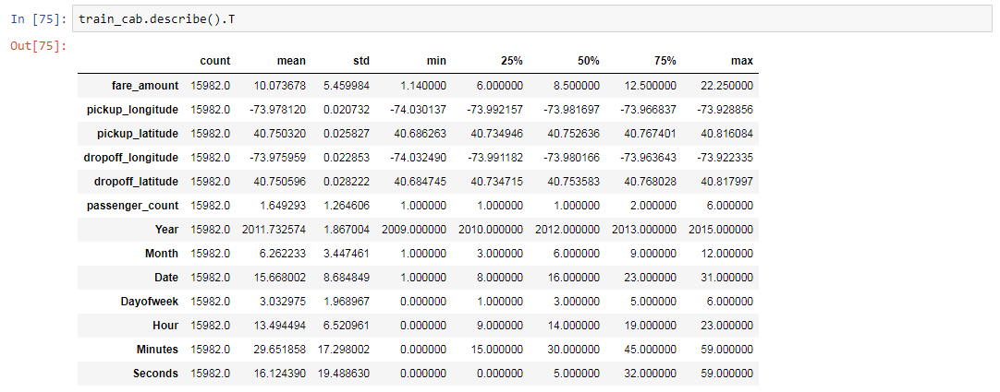 In [75]: train_cab.describe().T
Out[75]:
count mean std min 25% 50% 75% max
fare_amount 15982.0 10.073678 5.459984 1.140000 6.000000 8.500000 12.500000 22.250000
pickup_longitude 15982.0 -73.978120 0.020732 -74.030137 -73.992157 -73.981697 -73.966837 -73.928856
pickup_latitude 15982.0 40.750320 0.025827 40.686263 40.734946 40.752636 40.767401 40.816084
dropoff_longitude 15982.0 -73.975959 0.022853 -74.032490 -73.991182 -73.980166 -73.963643 -73.922335
dropoff_latitude 15982.0 40.750596 0.028222 40.684745 40.734715 40.753583 40.768028 40.817997
passenger_count 15982.0 1.649293 1.264606 1.000000 1.000000 1.000000 2.000000 6.000000
Year 15982.0 2011.732574 1.867004 2009.000000 2010.000000 2012.000000 2013.000000 2015.000000
Month 15982.0 6.262233 3.447461 1.000000 3.000000 6.000000 9.000000 12.000000
Date 15982.0 15.668002 8.684849 1.000000 8.000000 16.000000 23.000000 31.000000
Dayofweek 15982.0 3.032975 1.968967 0.000000 1.000000 3.000000 5.000000 6.000000
Hour 15982.0 13.494494 6.520961 0.000000 9.000000 14.000000 19.000000 23.000000
Minutes 15982.0 29.651858 17.298002 0.000000 15.000000 30.000000 45.000000 59.000000
Seconds 15982.0 16.124390 19.488630 0.000000 0.000000 5.000000 32.000000 59.000000